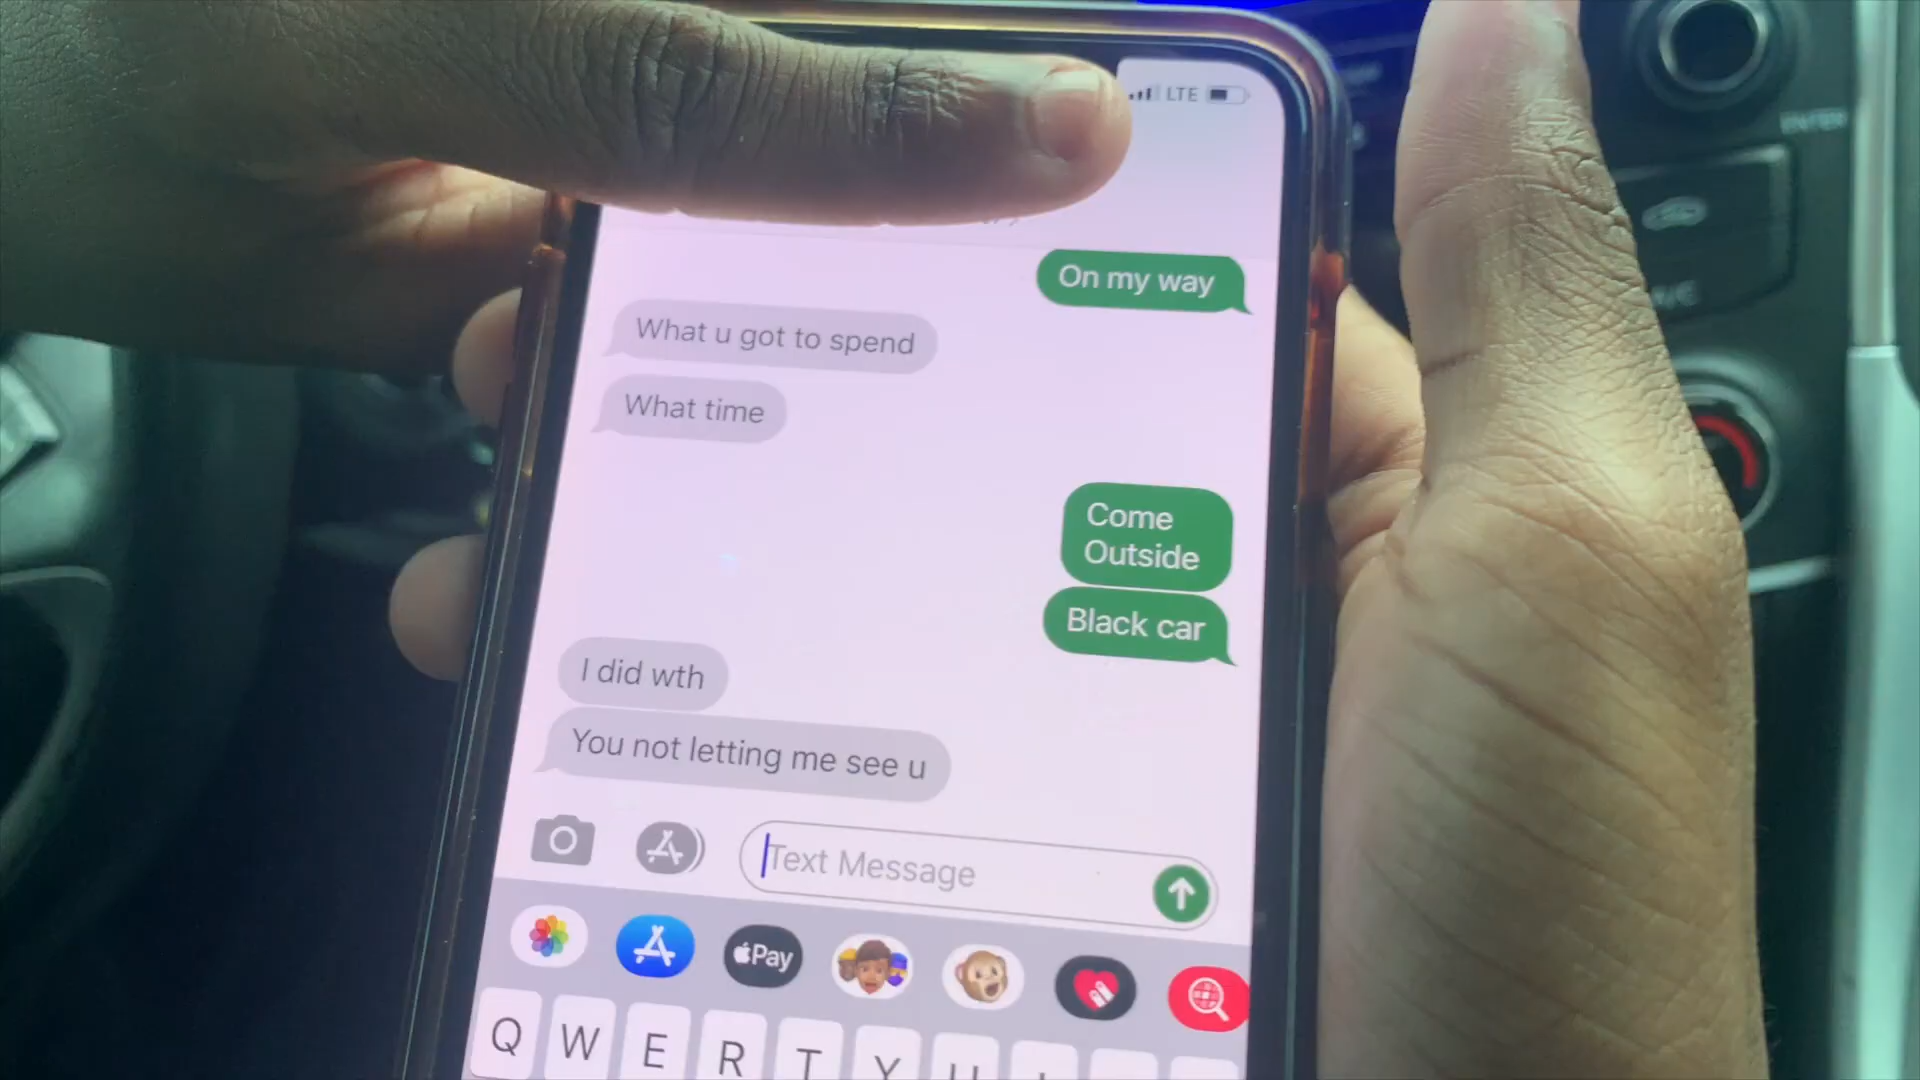 LTE
On my way
What u got to spend
What time
Come
Outside
Black car
I did wth
You not letting me see u
Text Message
Pay
Q W E R T Y U
ENTER